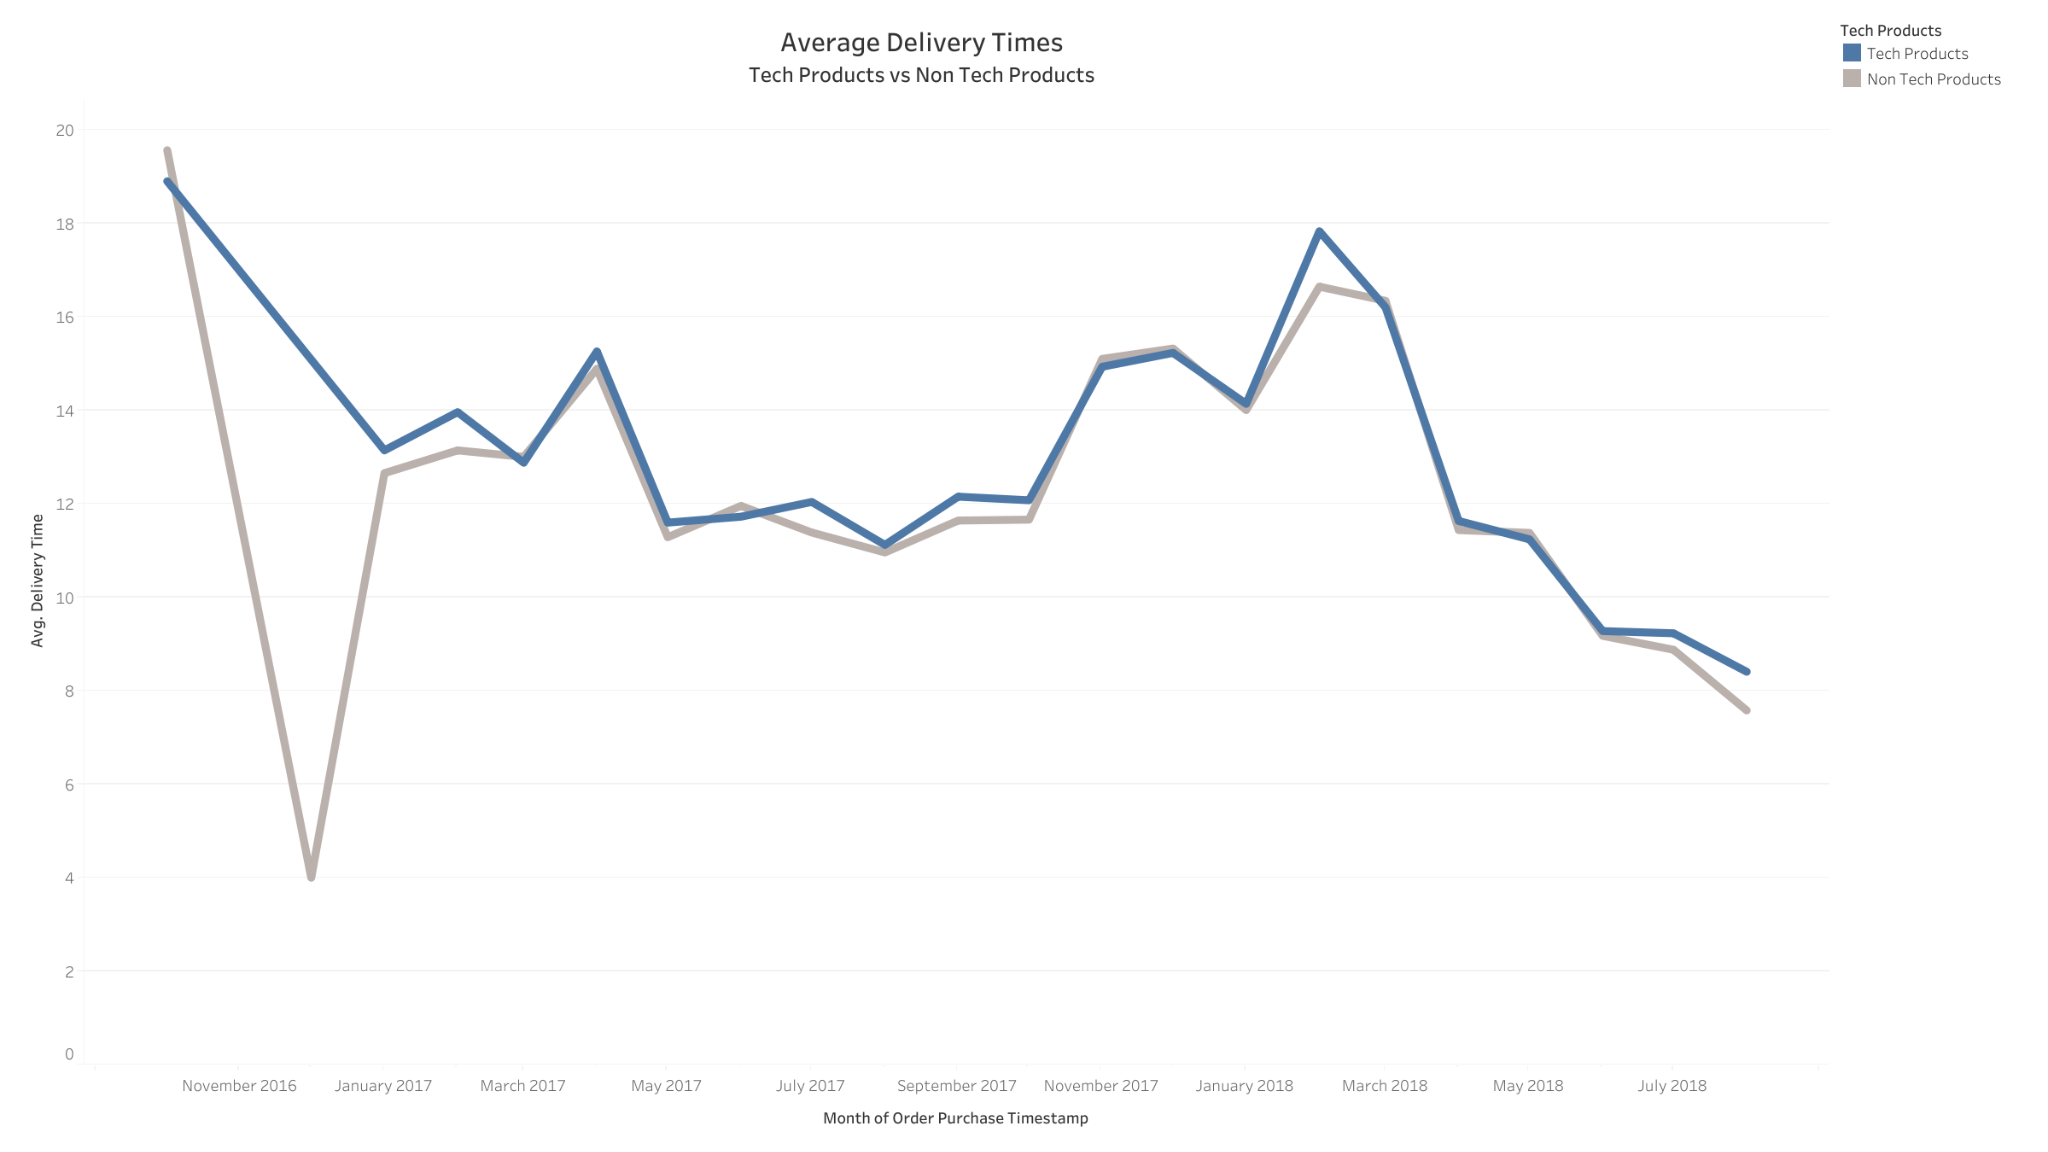 Average Delivery Times
Tech Products vs Non Tech Products
Tech Products
Tech Products
Non Tech Products
Avg. Delivery Time
20
18
16
14
12
10
8
6
4
2
0
November 2016
January 2017
March 2017
May 2017
July 2017
September 2017
November 2017
January 2018
March 2018
May 2018
July 2018
Month of Order Purchase Timestamp